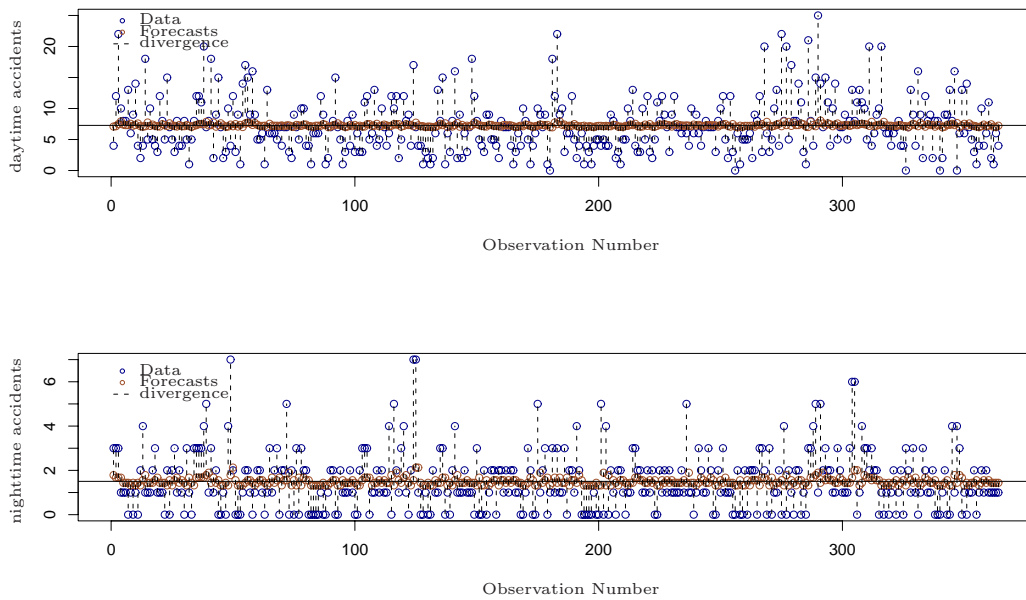 Data
Forecasts
divergence
daytime accidents
0 5 10 20
0 100 200 300
Observation Number
Data
Forecasts
divergence
nighttime accidents
0 2 4 6
0 100 200 300
Observation Number